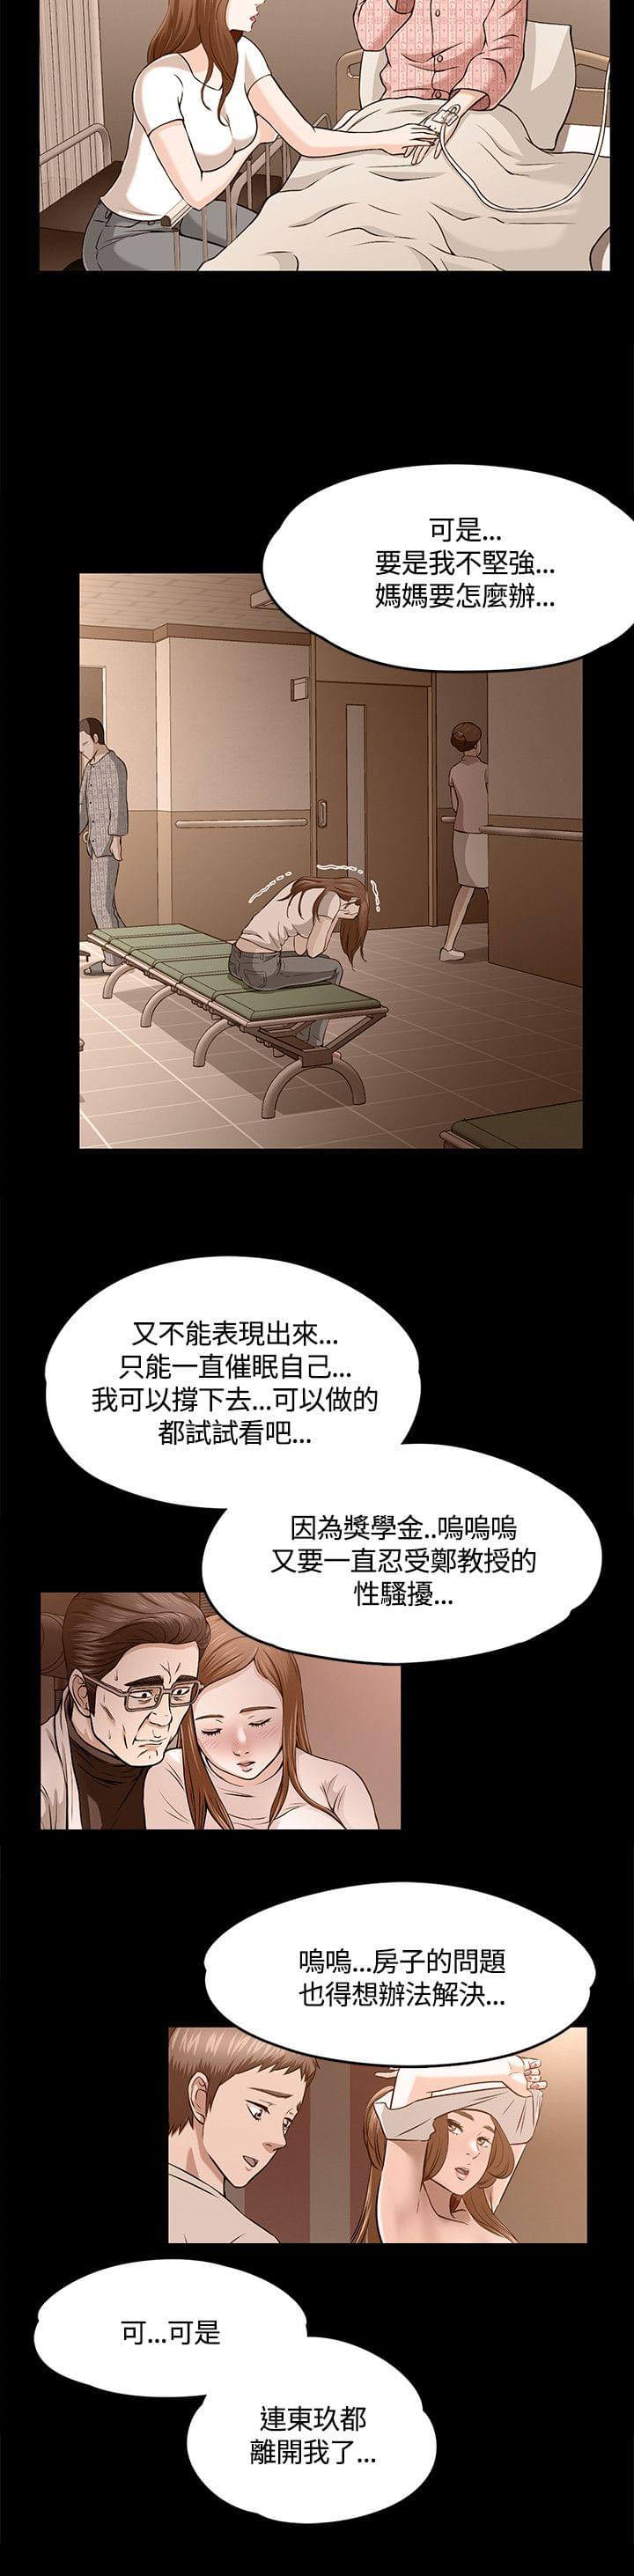 可是...
要是我不堅強...
媽媽要怎麼辦...
又不能表現出來...
只能一直催眠自己...
我可以撐下去...可以做的
都試試看吧...
因為獎學金..嗚嗚嗚
又要一直忍受鄭教授的
性騷擾...
嗚嗚...房子的問題
也得想辦法解決...
可...可是
連東玖都
離開我了...